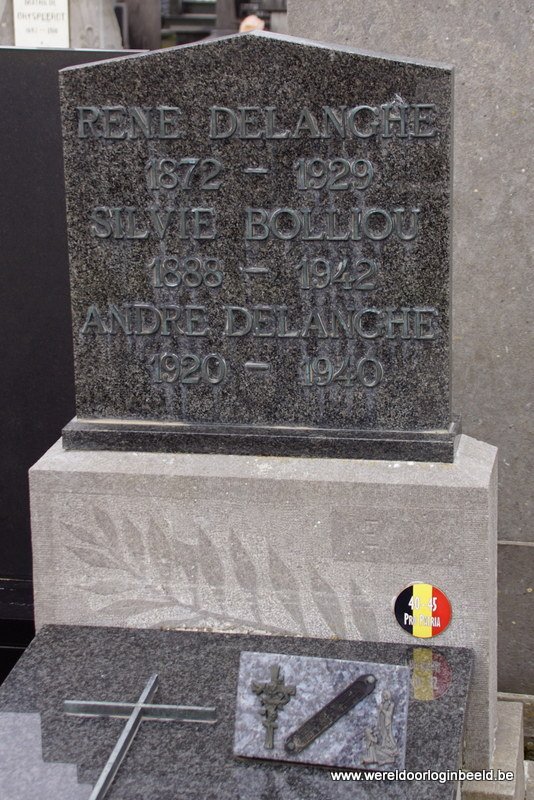 RENE DELANCHE
1872 – 1929
SILVIE BOLLIOU
1888 – 1942
ANDRE DELANCHE
1920 – 1940
40-45
PRO PATRIA
www.wereldoorloginbeeld.be